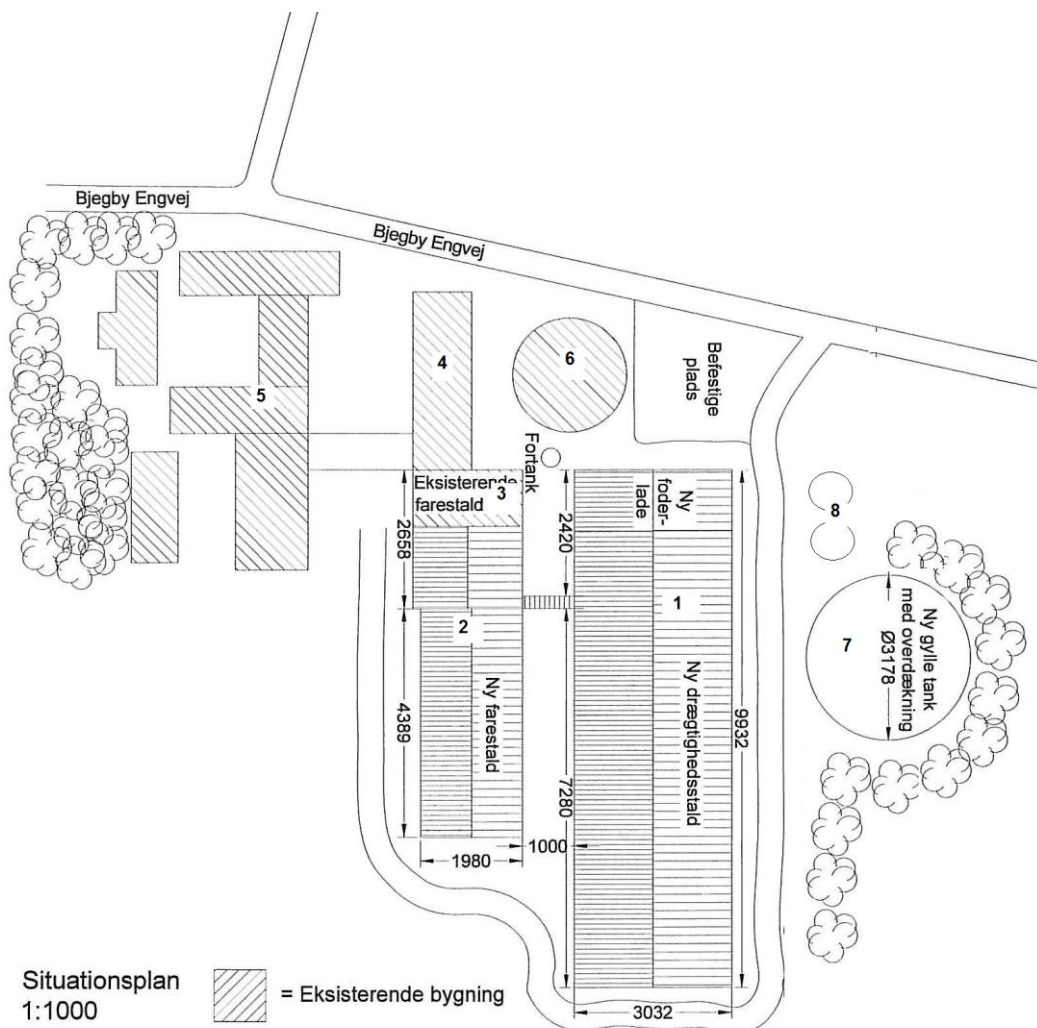 Bjegby Engvej
Bjegby Engvej
4
6
5
Befestige
plads
Fortank
Eksisterende
farestald
3
Ny
foder-
lade
8
2658
2420
1
2
Ny farestald
4389
7280
Ny drægtighedsstald
9932
7
Ny gylle tank
med overdækning
Ø3178
1980
1000
3032
Situationsplan
1:1000
= Eksisterende bygning